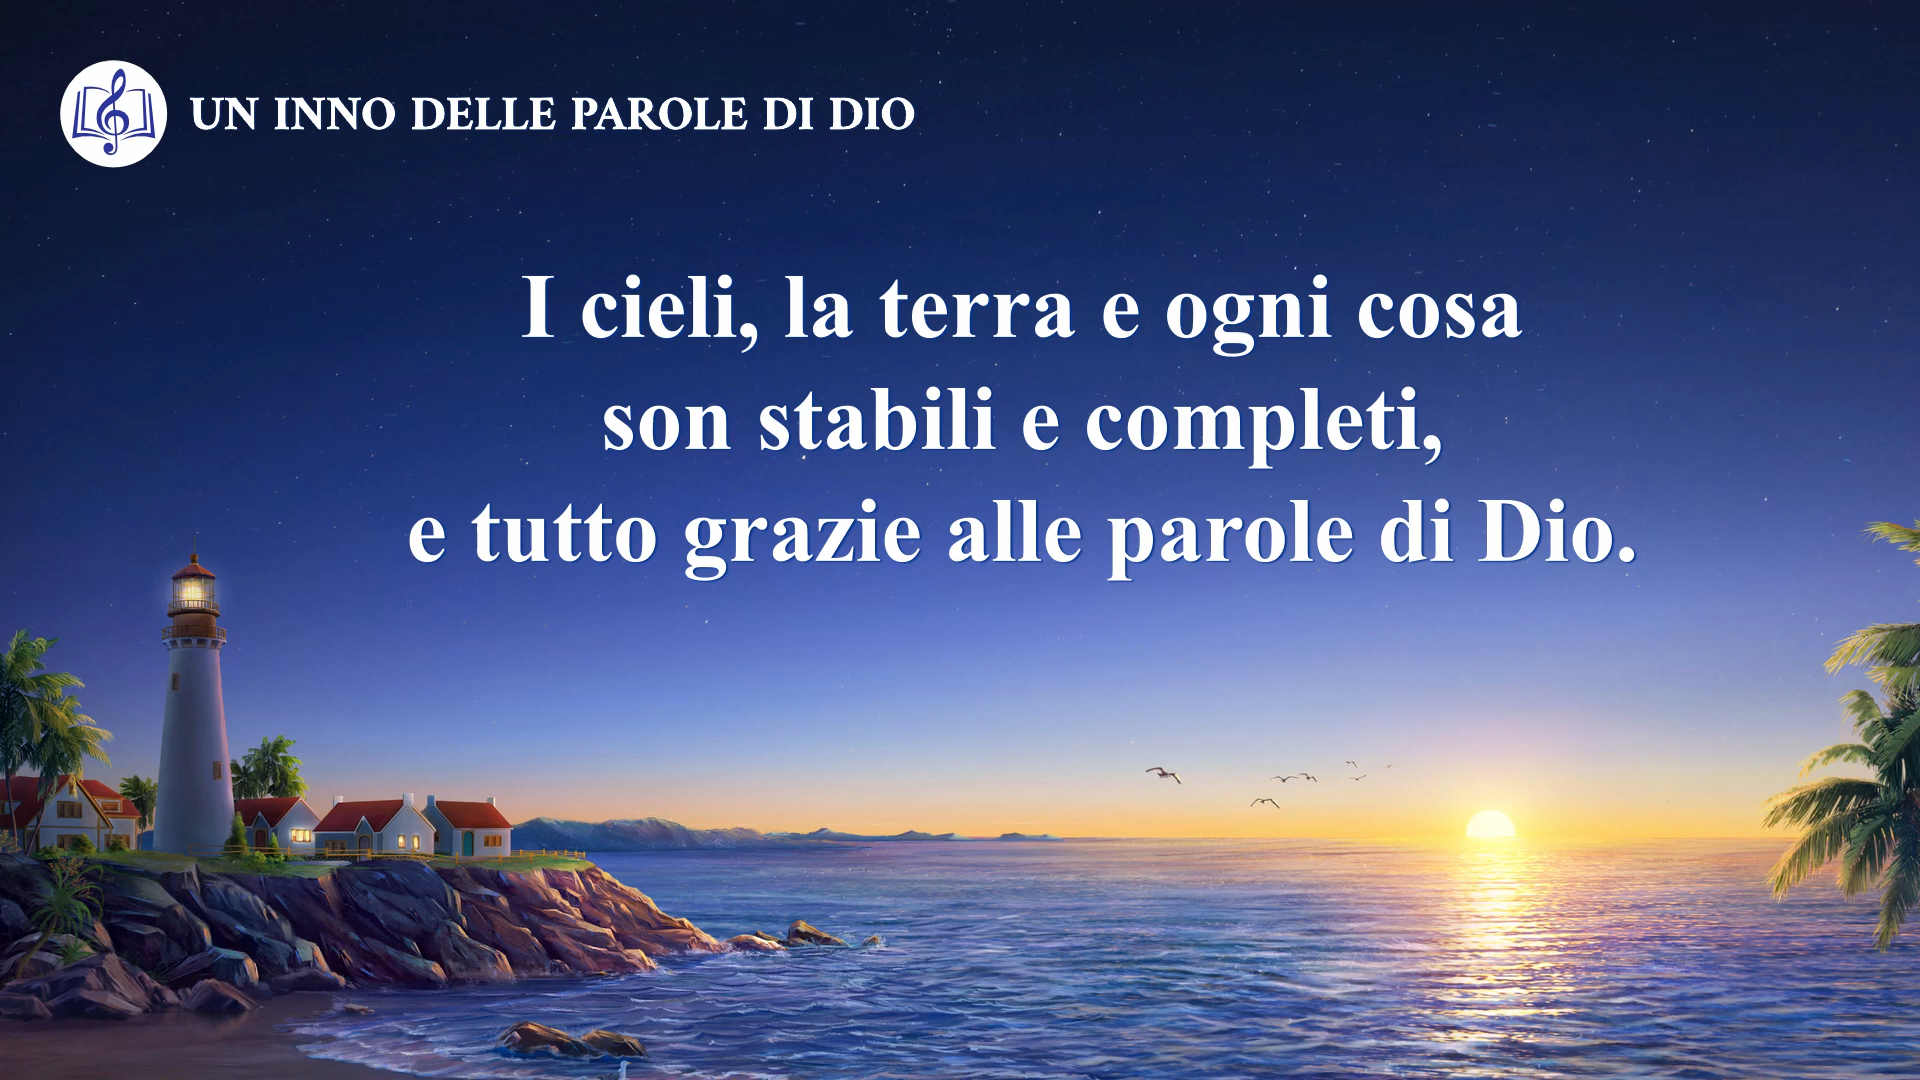 UN INNO DELLE PAROLE DI DIO
I cieli, la terra e ogni cosa
son stabili e completi,
e tutto grazie alle parole di Dio.